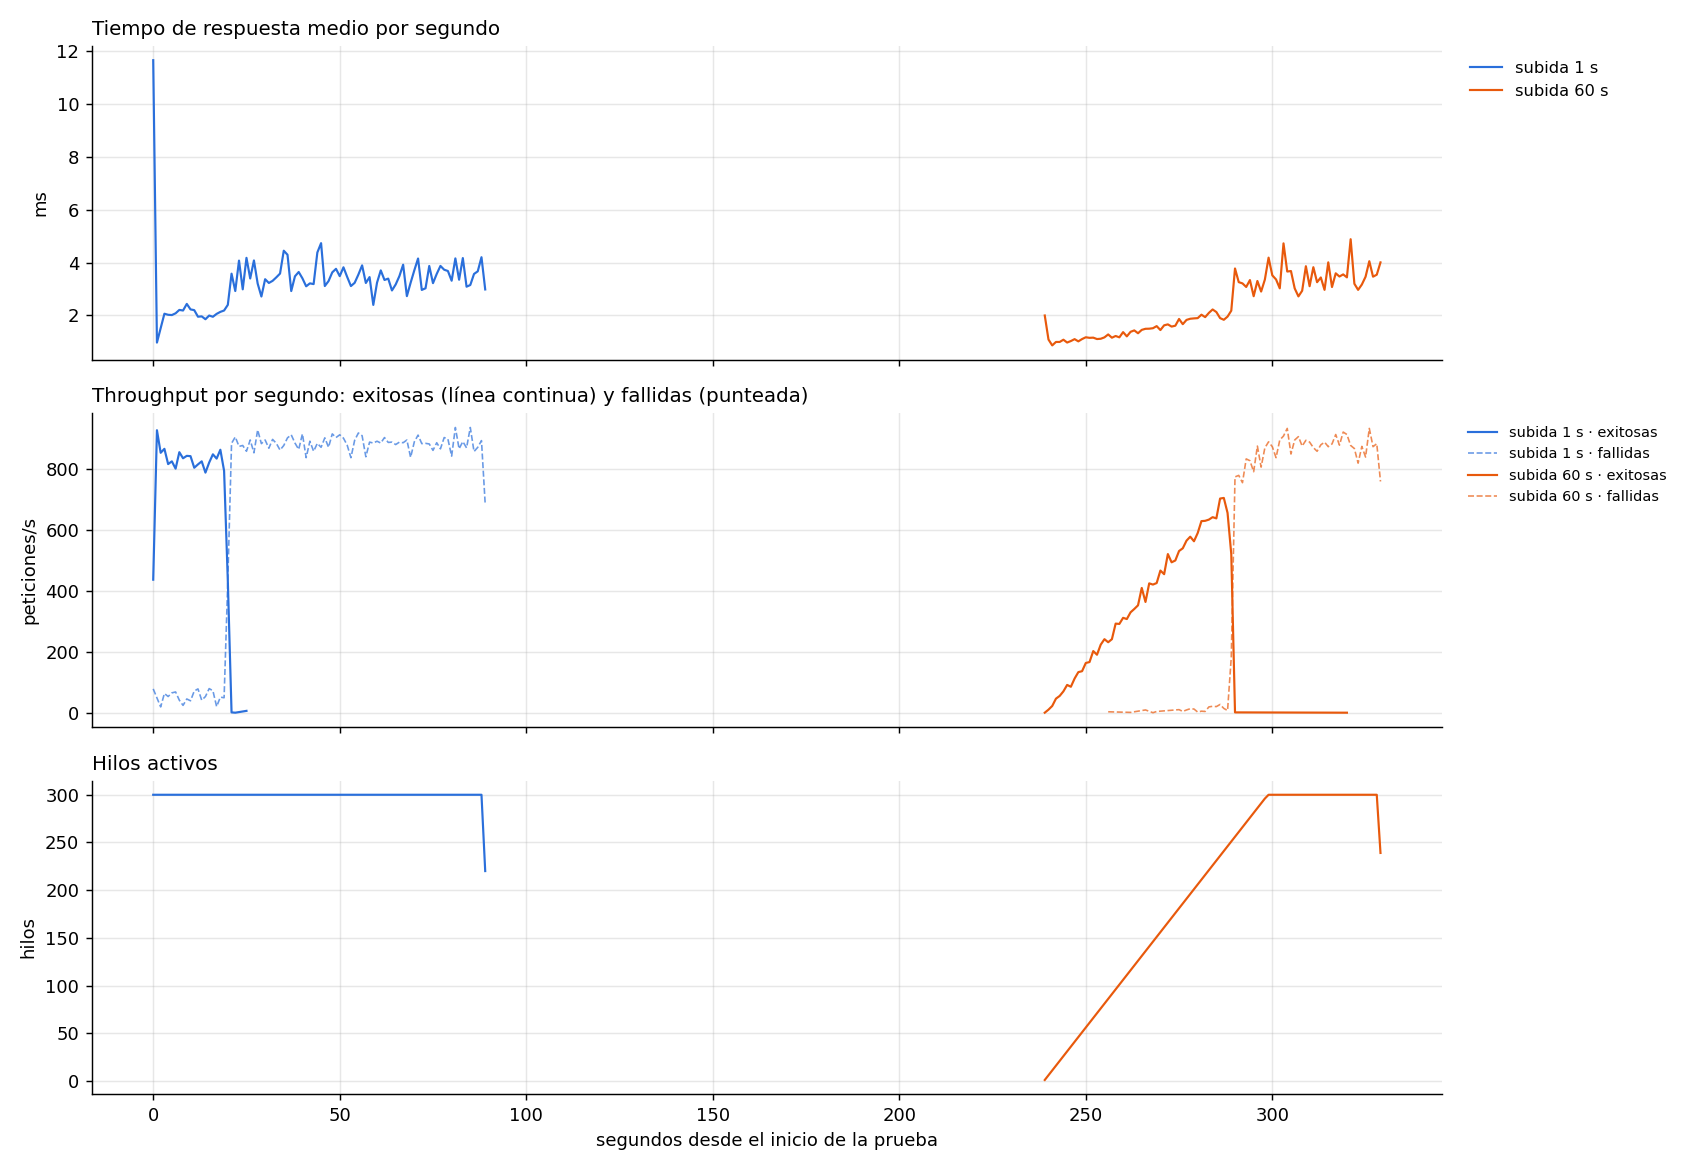 Tiempo de respuesta medio por segundo
12
10
8
6
4
2
ms
subida 1 s
subida 60 s
Throughput por segundo: exitosas (línea continua) y fallidas (punteada)
800
600
400
200
0
peticiones/s
subida 1 s · exitosas
subida 1 s · fallidas
subida 60 s · exitosas
subida 60 s · fallidas
Hilos activos
300
250
200
150
100
50
0
hilos
0 50 100 150 200 250 300
segundos desde el inicio de la prueba